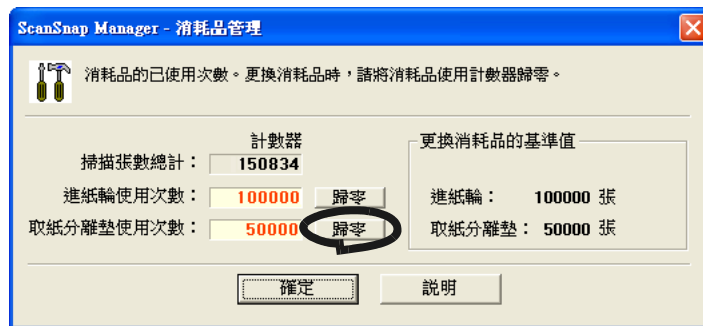 ScanSnap Manager - 消耗品管理
消耗品的已使用次數。更換消耗品時，請將消耗品使用計數器歸零。
計數器
掃描張數總計： 150834
進紙輪使用次數： 100000 歸零
取紙分離墊使用次數： 50000 歸零
更換消耗品的基準值
進紙輪： 100000 張
取紙分離墊： 50000 張
確定 說明